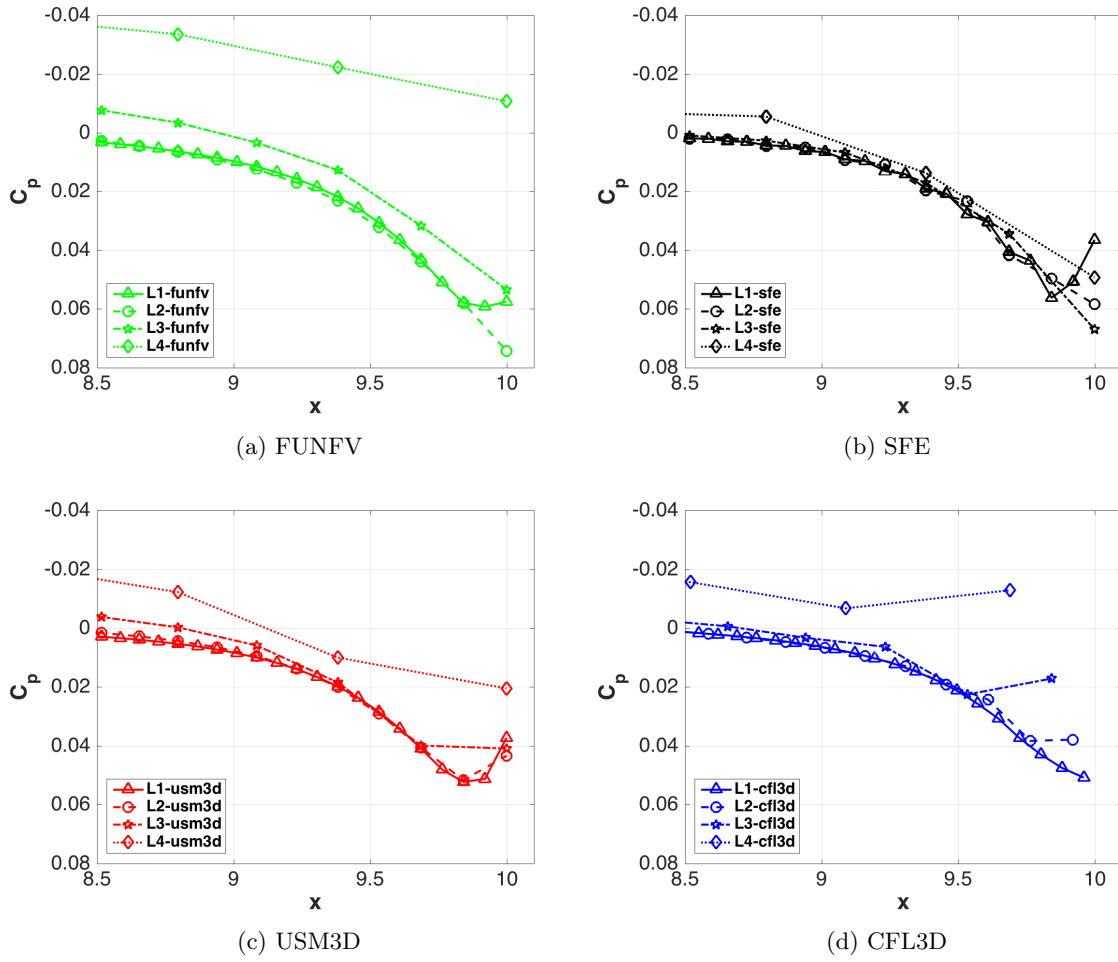 -0.04
-0.02
0
0.02
0.04
0.06
0.08
C_p
8.5 9 9.5 10
x
L1-funfv
L2-funfv
L3-funfv
L4-funfv
(a) FUNFV
-0.04
-0.02
0
0.02
0.04
0.06
0.08
C_p
8.5 9 9.5 10
x
L1-sfe
L2-sfe
L3-sfe
L4-sfe
(b) SFE
-0.04
-0.02
0
0.02
0.04
0.06
0.08
C_p
8.5 9 9.5 10
x
L1-usm3d
L2-usm3d
L3-usm3d
L4-usm3d
(c) USM3D
-0.04
-0.02
0
0.02
0.04
0.06
0.08
C_p
8.5 9 9.5 10
x
L1-cfl3d
L2-cfl3d
L3-cfl3d
L4-cfl3d
(d) CFL3D